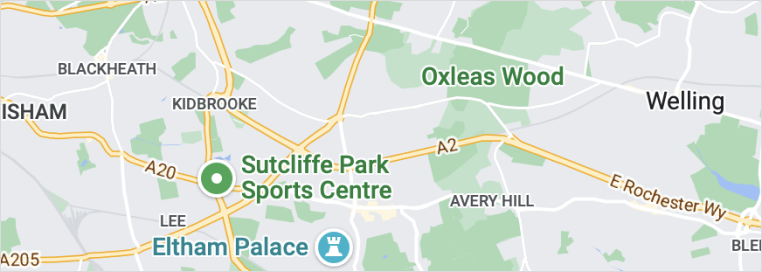 BLACKHEATH
Oxleas Wood
KIDBROOKE
Welling
ISHAM
A2
A20
Sutcliffe Park
Sports Centre
E Rochester Wy
AVERY HILL
LEE
Eltham Palace
BLE
A205